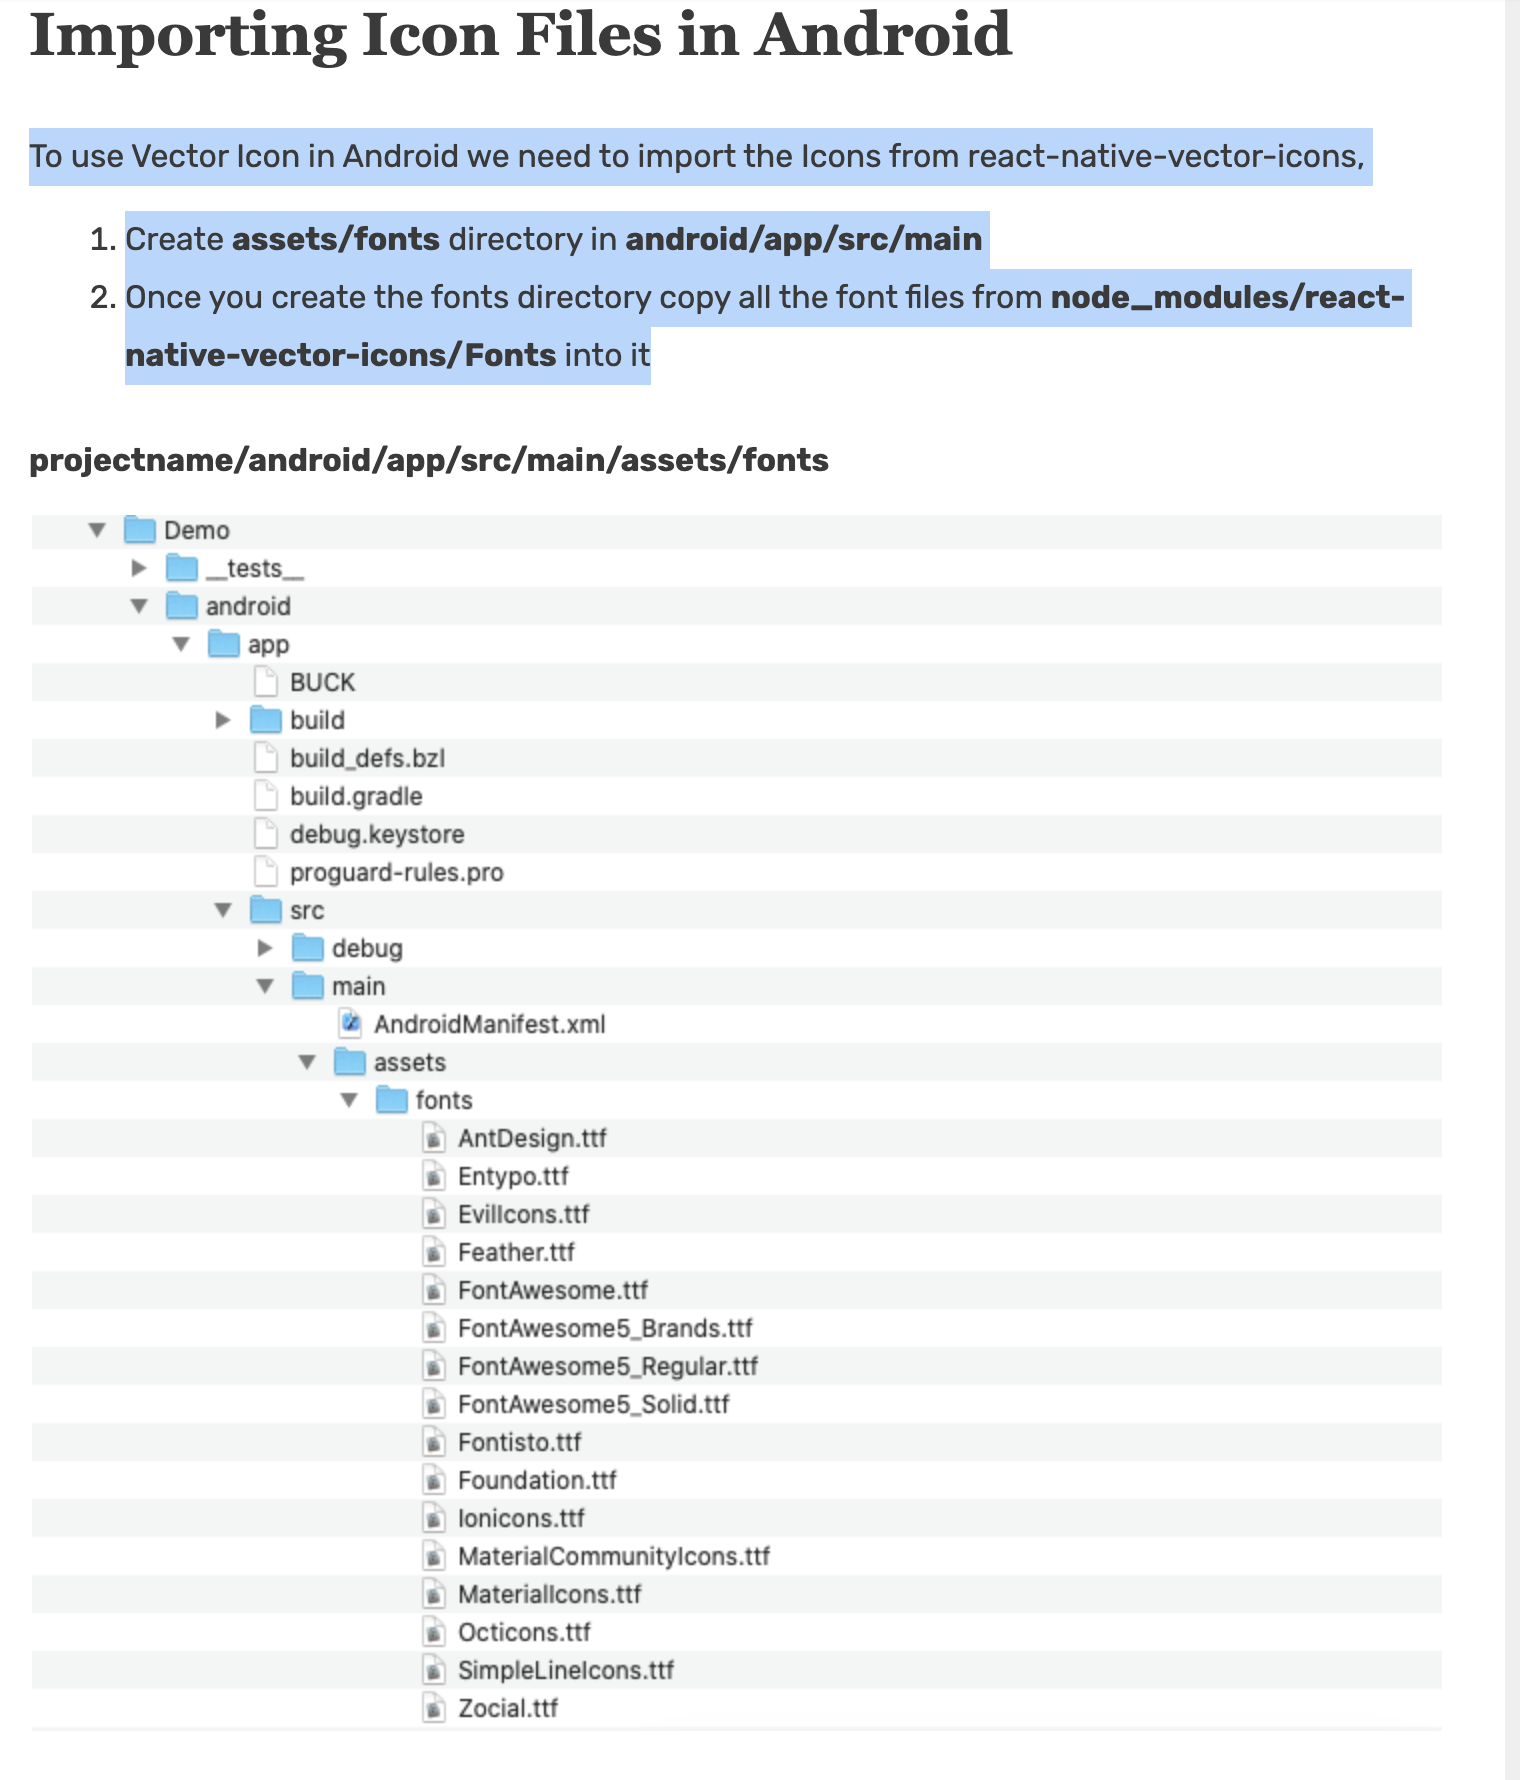 Importing Icon Files in Android
To use Vector Icon in Android we need to import the Icons from react-native-vector-icons,
1. Create assets/fonts directory in android/app/src/main
2. Once you create the fonts directory copy all the font files from node_modules/react-
native-vector-icons/Fonts into it
projectname/android/app/src/main/assets/fonts
Demo
__tests__
android
app
BUCK
build
build_defs.bzl
build.gradle
debug.keystore
proguard-rules.pro
src
debug
main
AndroidManifest.xml
assets
fonts
AntDesign.ttf
Entypo.ttf
EvilIcons.ttf
Feather.ttf
FontAwesome.ttf
FontAwesome5_Brands.ttf
FontAwesome5_Regular.ttf
FontAwesome5_Solid.ttf
Fontisto.ttf
Foundation.ttf
Ionicons.ttf
MaterialCommunityIcons.ttf
MaterialIcons.ttf
Octicons.ttf
SimpleLineIcons.ttf
Zocial.ttf